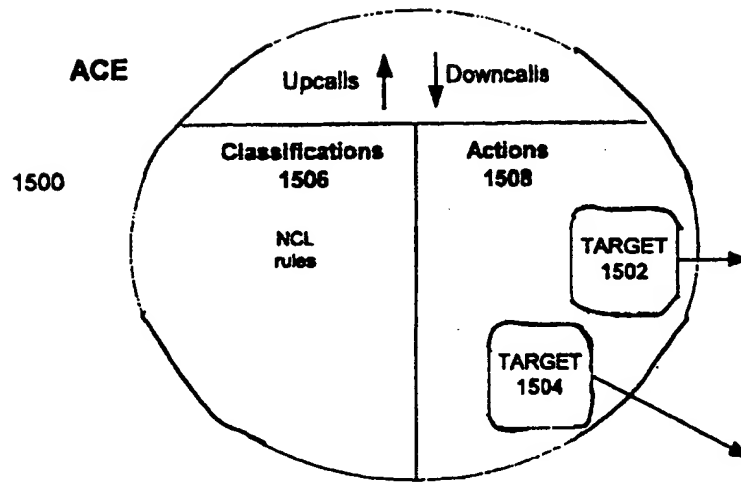 ACE
Upcalls
Downcalls
1500
Classifications
1506
Actions
1508
NCL
rules
TARGET
1502
TARGET
1504